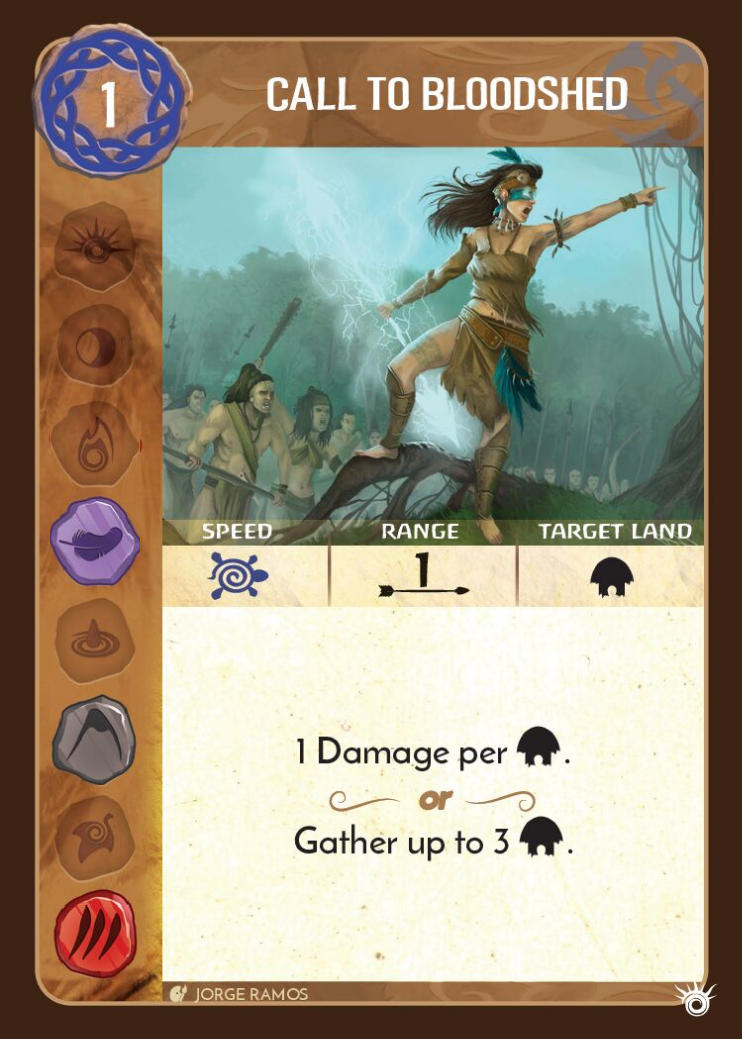 1
CALL TO BLOODSHED
SPEED RANGE TARGET LAND
1
1 Damage per .
or
Gather up to 3 .
JORGE RAMOS